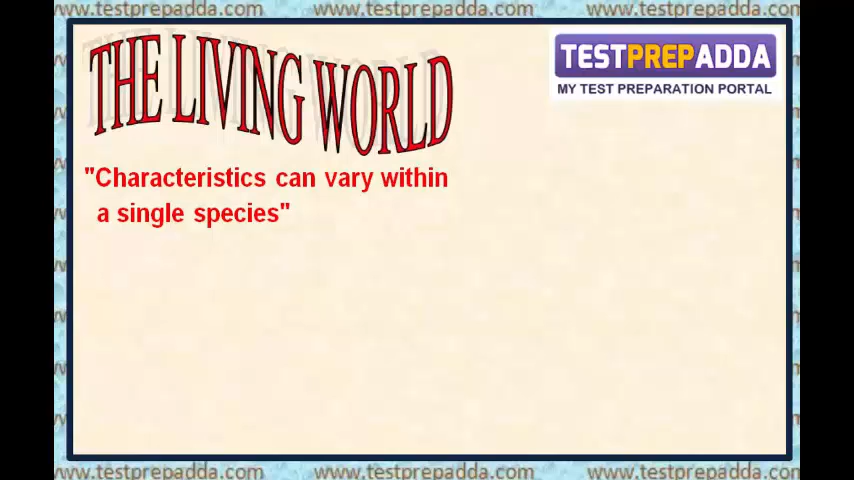 www.testprepadda.com www.testprepadda.com www.testprepadda.com
THE LIVING WORLD
TESTPREPADDA
MY TEST PREPARATION PORTAL
"Characteristics can vary within
a single species"
www.testprepadda.com www.testprepadda.com www.testprepadda.com